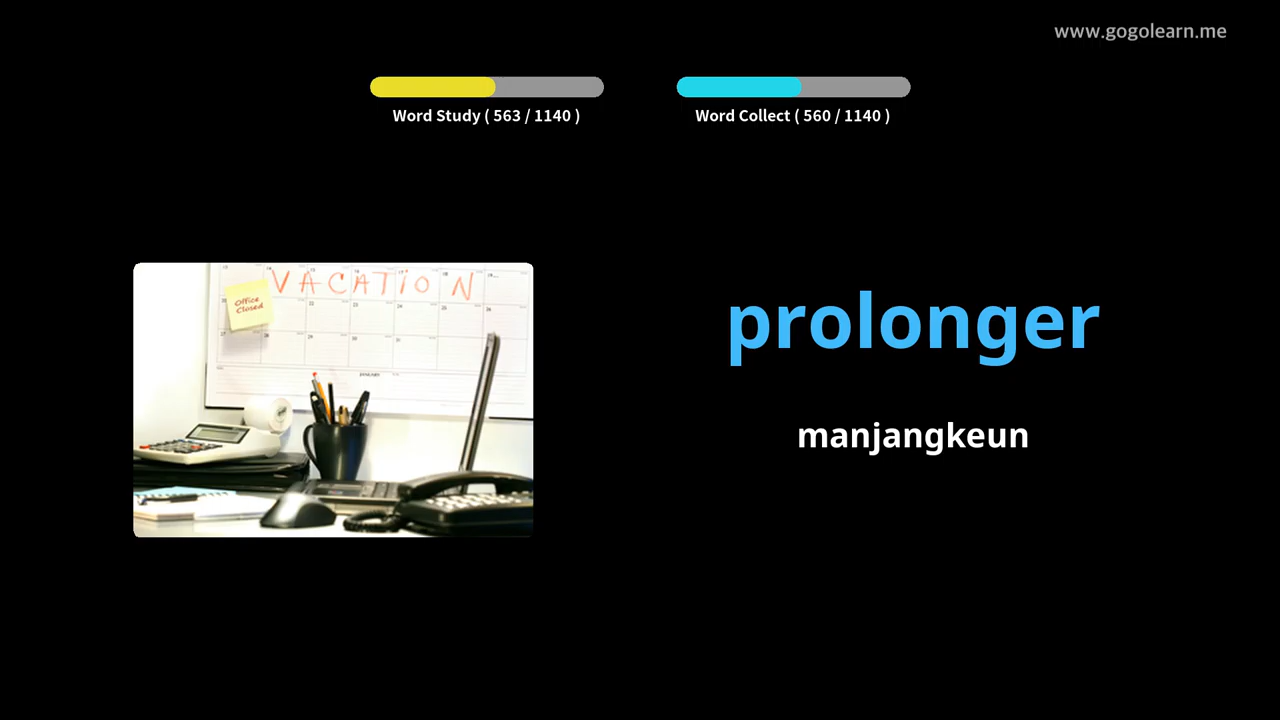 www.gogolearn.me
Word Study ( 563 / 1140 )
Word Collect ( 560 / 1140 )
VACATION
Office
Closed
prolonger
manjangkeun